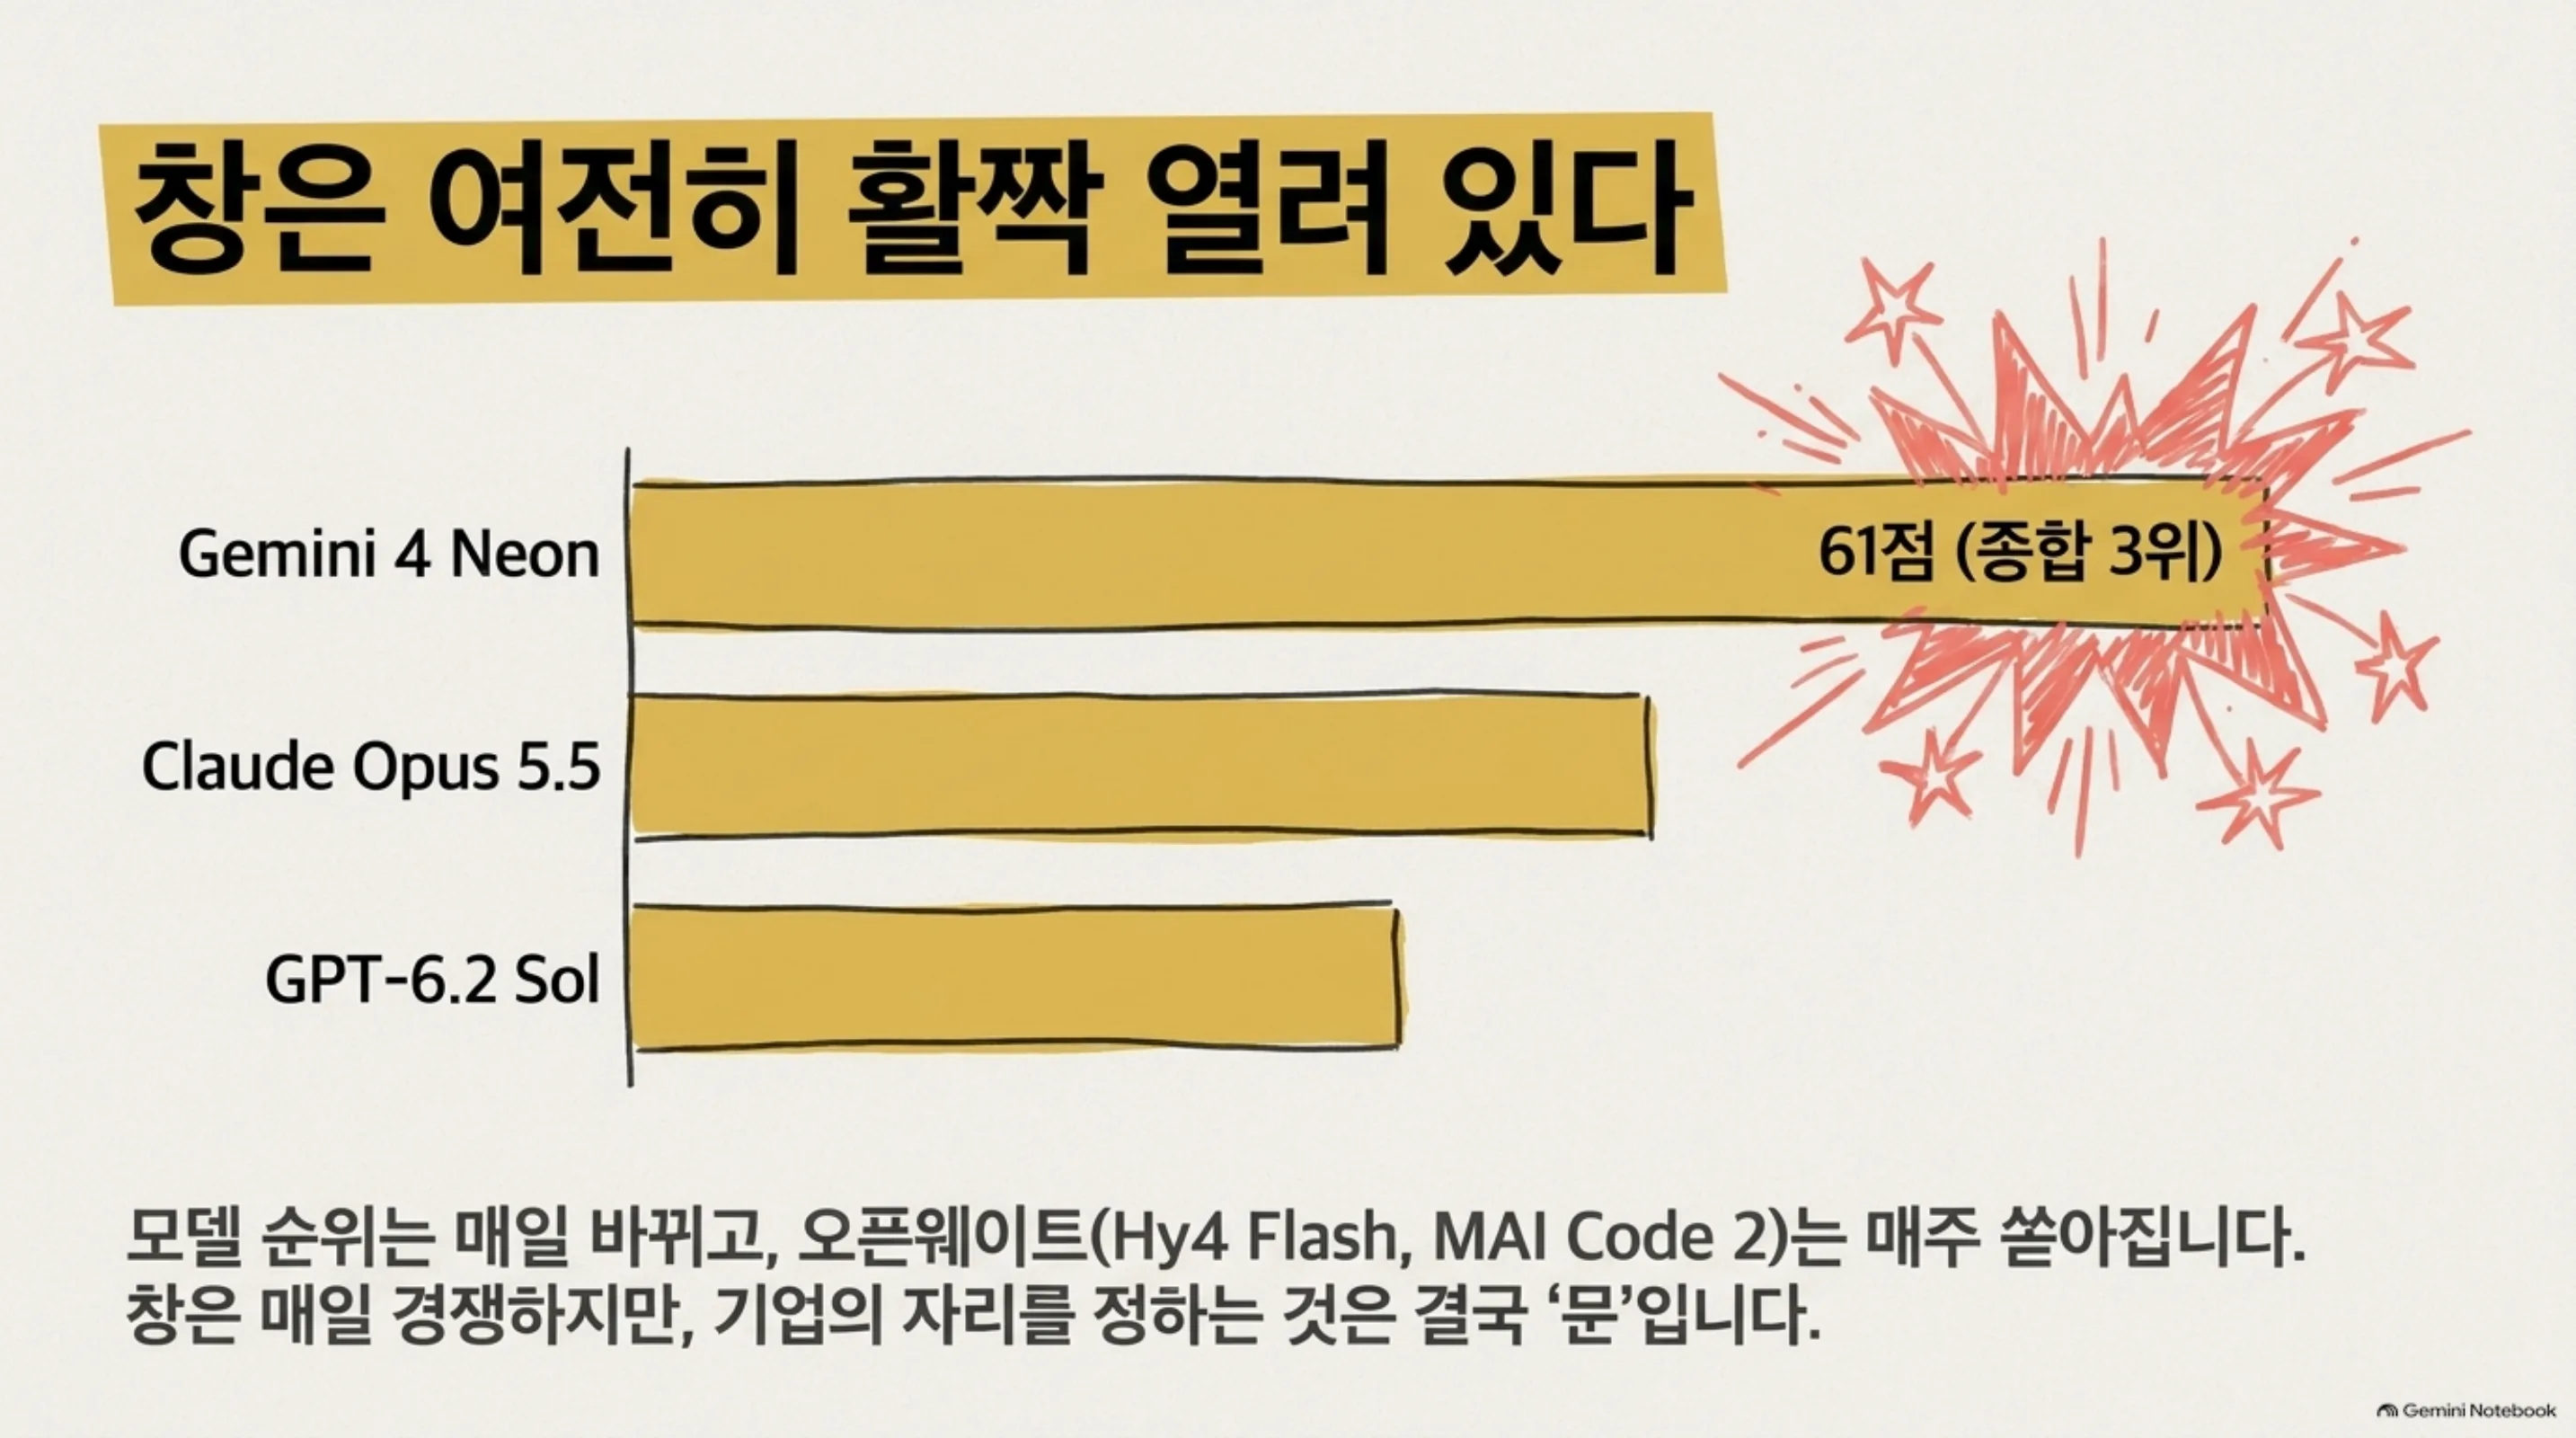 창은 여전히 활짝 열려 있다
Gemini 4 Neon
61점 (종합 3위)
Claude Opus 5.5
GPT-6.2 Sol
모델 순위는 매일 바뀌고, 오픈웨이트(Hy4 Flash, MAI Code 2)는 매주 쏟아집니다.
창은 매일 경쟁하지만, 기업의 자리를 정하는 것은 결국 ‘문’입니다.
Gemini Notebook